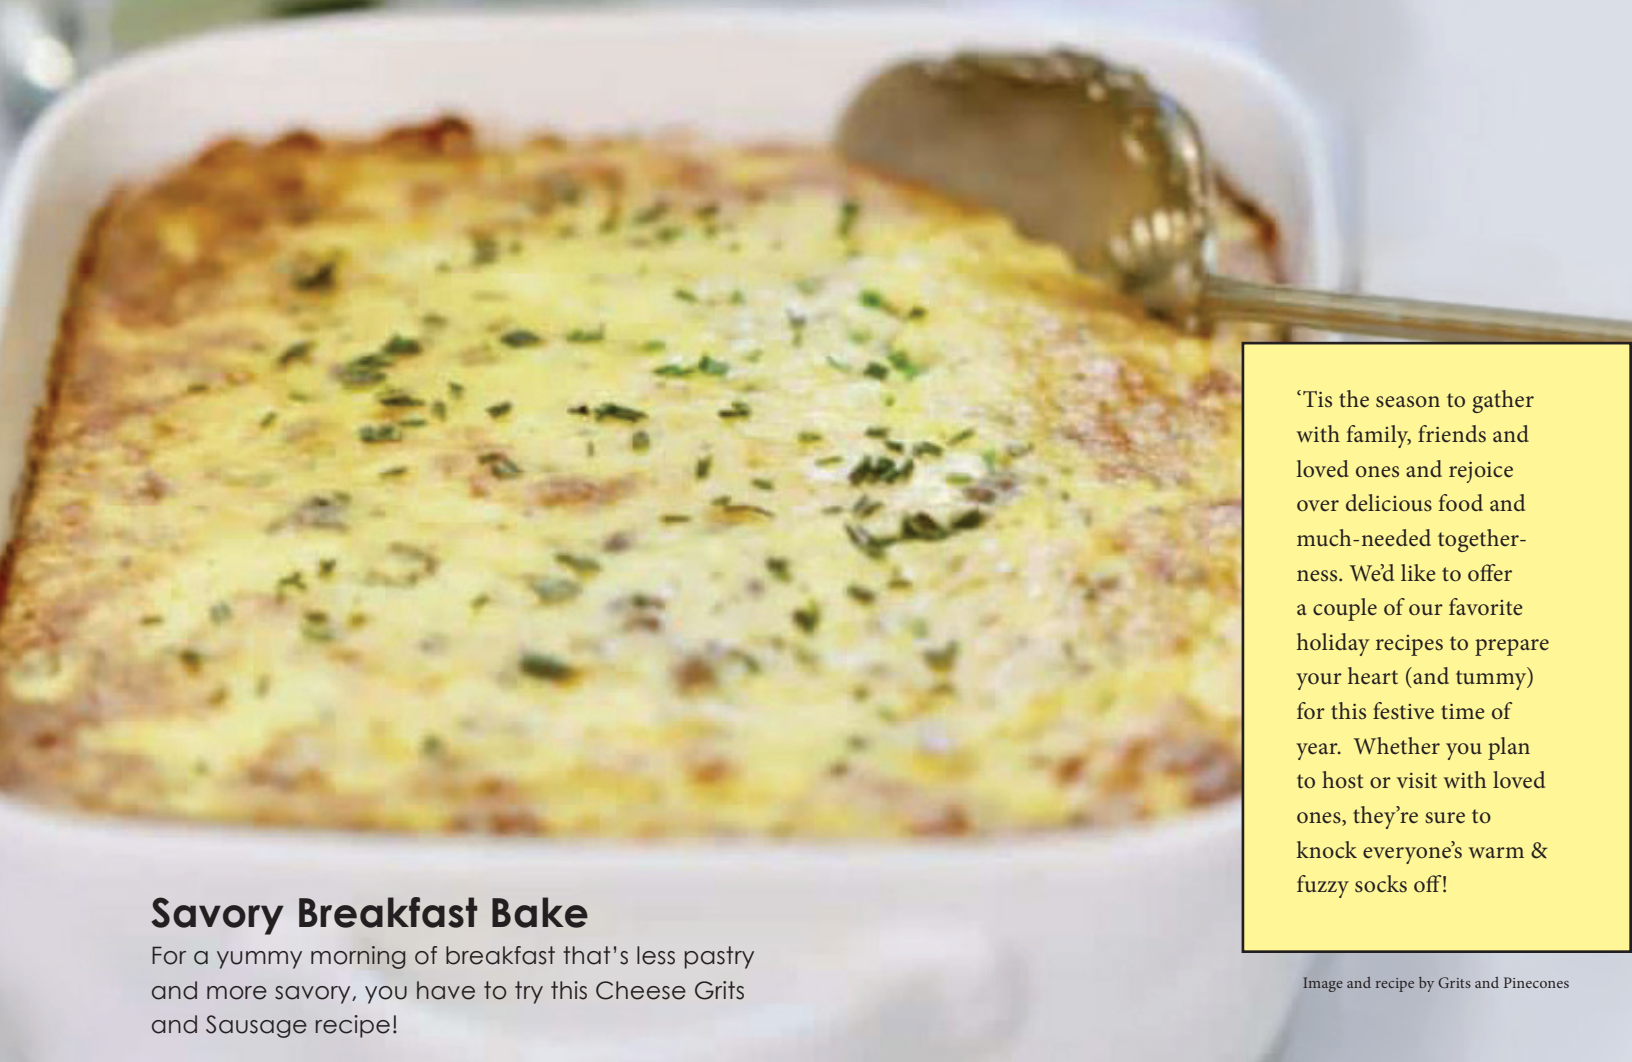 ‘Tis the season to gather
with family, friends and
loved ones and rejoice
over delicious food and
much-needed together-
ness. We’d like to offer
a couple of our favorite
holiday recipes to prepare
your heart (and tummy)
for this festive time of
year.  Whether you plan
to host or visit with loved
ones, they’re sure to
knock everyone’s warm &
fuzzy socks off!
Savory Breakfast Bake
For a yummy morning of breakfast that’s less pastry
and more savory, you have to try this Cheese Grits
and Sausage recipe!
Image and recipe by Grits and Pinecones